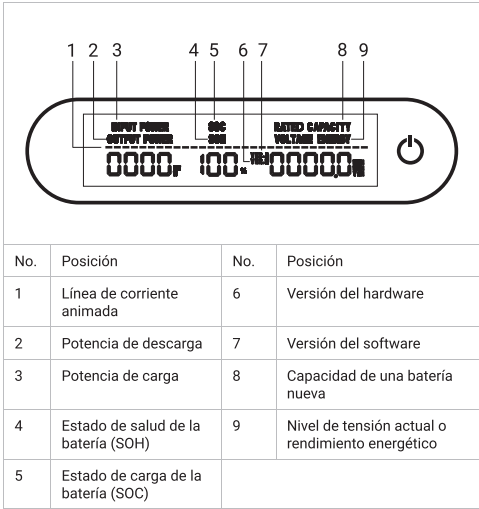 1 2 3 4 5 6 7 8 9
INPUT POWER SOC RATED CAPACITY
OUTPUT POWER SOH VOLTAGE ENERGY
0000 100 % 0000,0
No. Posición No. Posición
1 Línea de corriente 6 Versión del hardware
animada
2 Potencia de descarga 7 Versión del software
3 Potencia de carga 8 Capacidad de una batería
nueva
4 Estado de salud de la 9 Nivel de tensión actual o
batería (SOH) rendimiento energético
5 Estado de carga de la
batería (SOC)